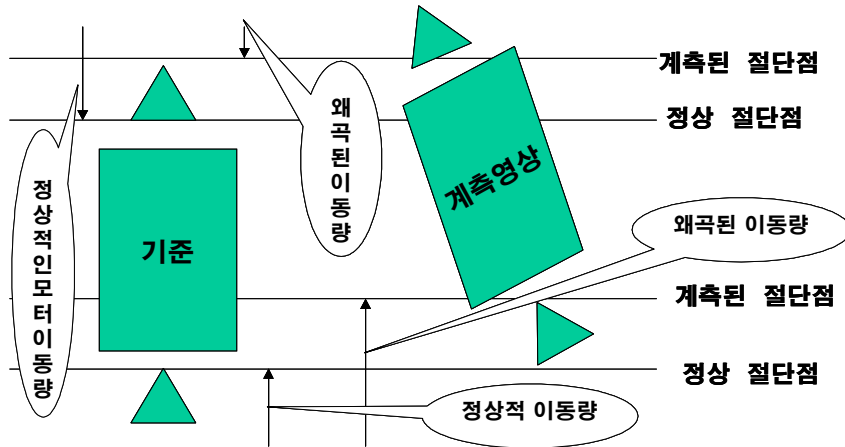 계측된 절단점
정상 절단점
왜곡된이동량
계측영상
정상적인모터이동량
기준
왜곡된 이동량
계측된 절단점
정상 절단점
정상적 이동량